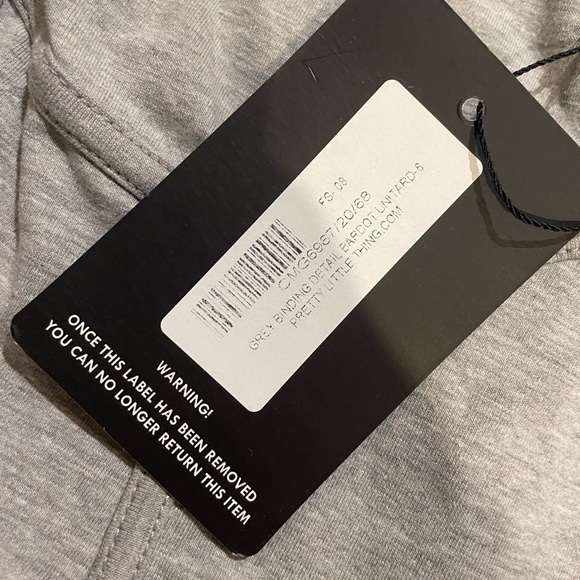 FS-08
CMG6967/20/68
GREY BINDING DETAIL BARDOT UNITARD-6
PRETTY LITTLE THING.COM
WARNING!
ONCE THIS LABEL HAS BEEN REMOVED
YOU CAN NO LONGER RETURN THIS ITEM